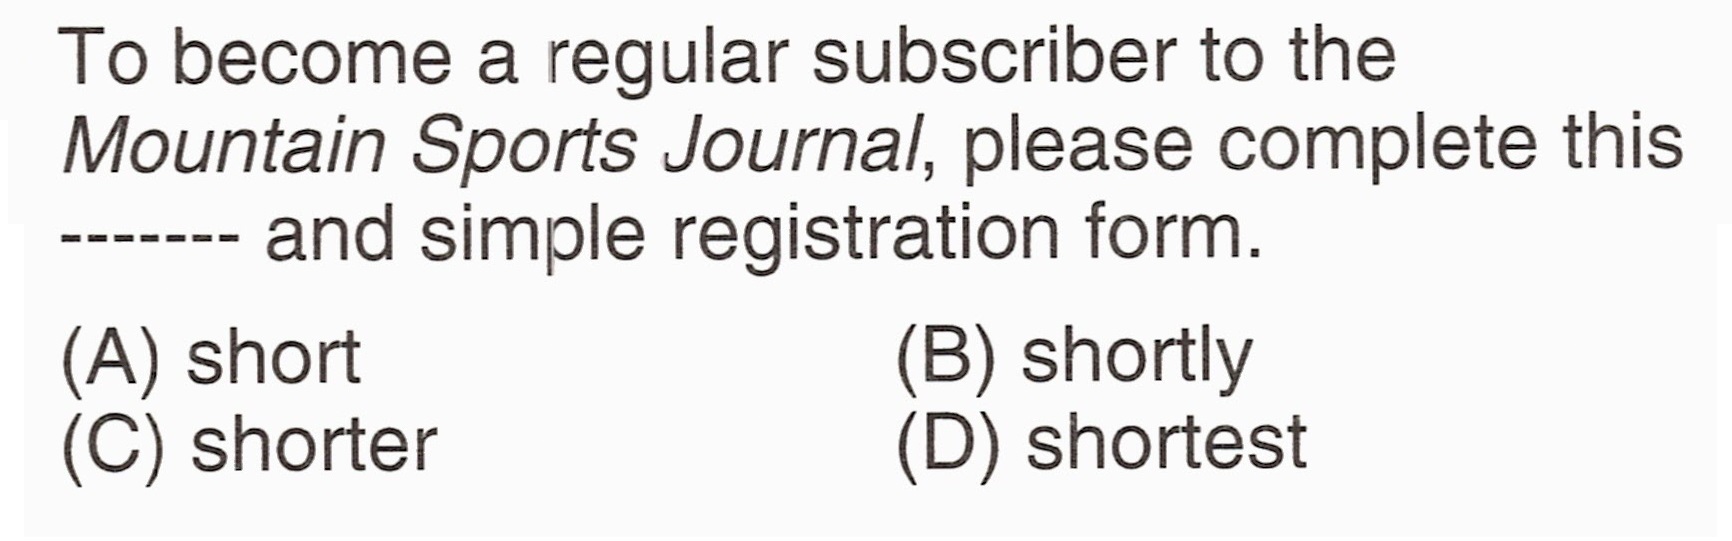 To become a regular subscriber to the
Mountain Sports Journal, please complete this
------- and simple registration form.
(A) short (B) shortly
(C) shorter (D) shortest